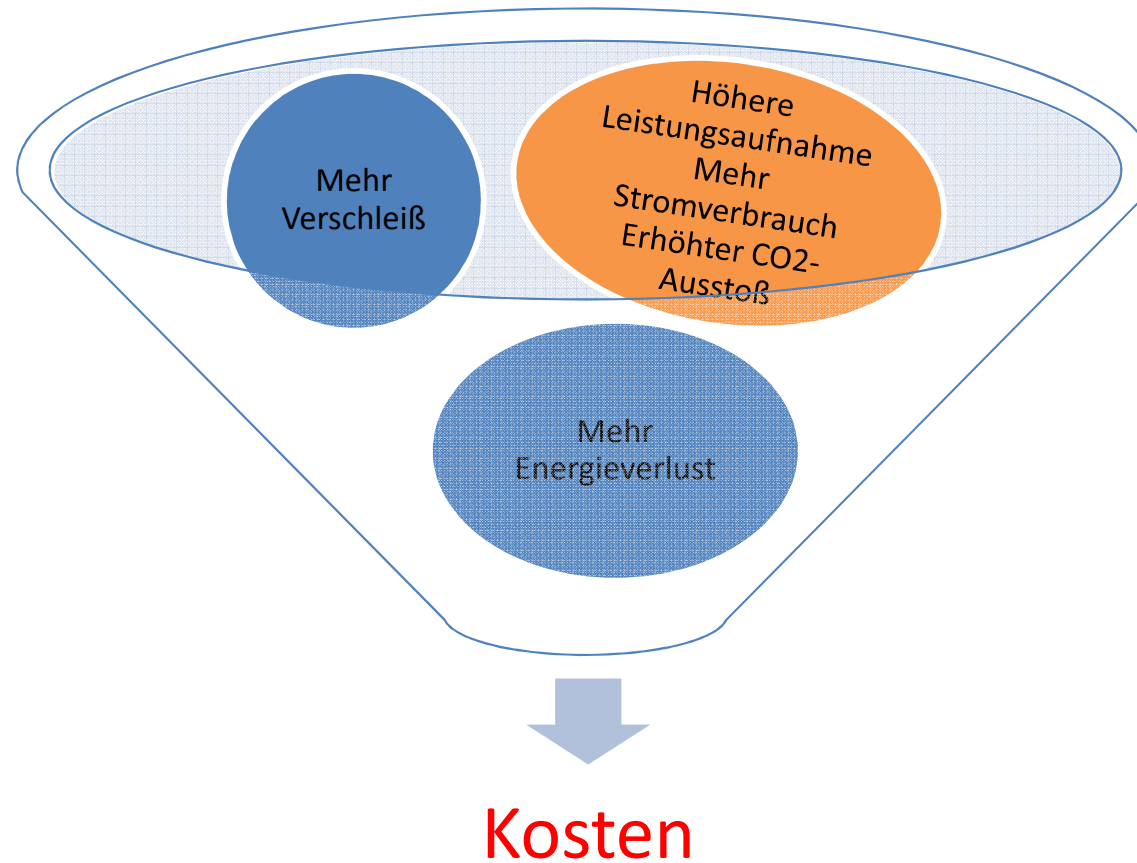 Mehr
Verschleiß
Höhere
Leistungsaufnahme
Mehr
Stromverbrauch
Erhöhter CO2-
Ausstoß
Mehr
Energieverlust
Kosten